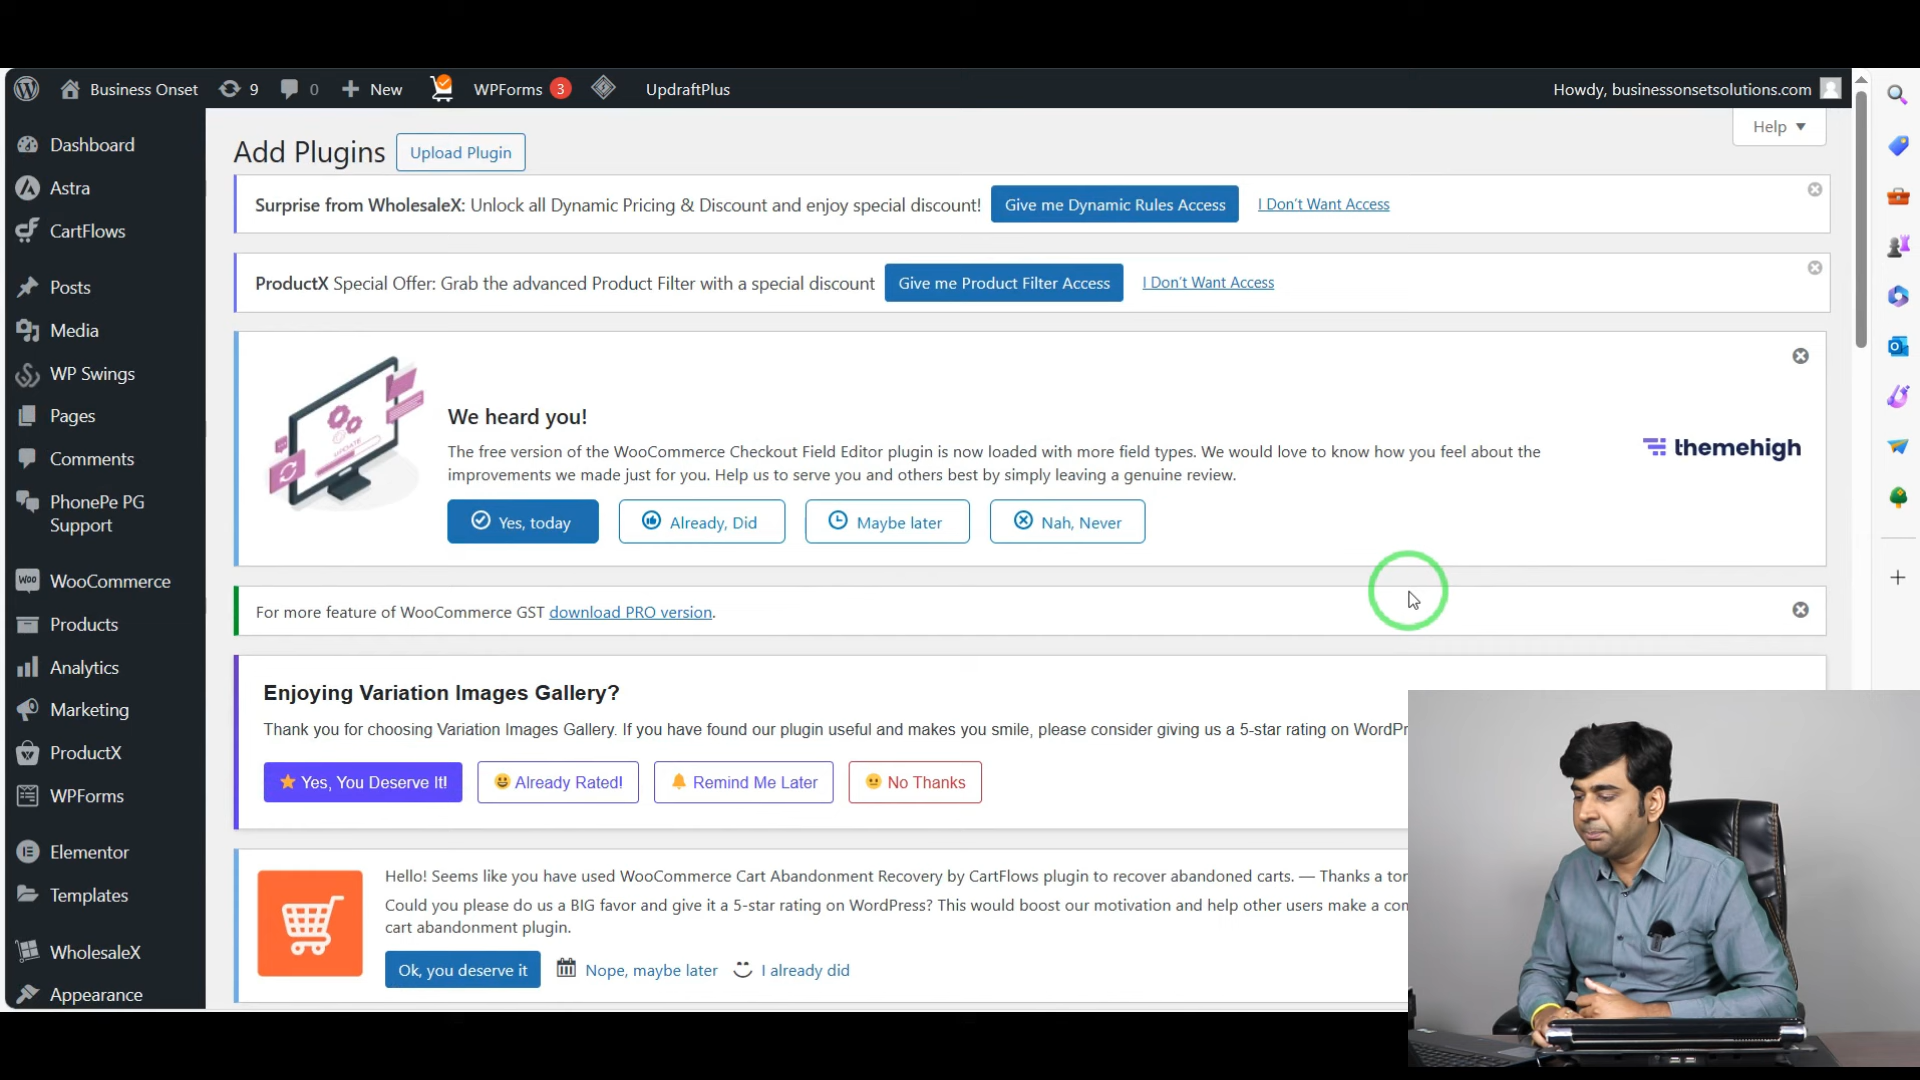 Business Onset
9
0
New
WPForms 3
UpdraftPlus
Howdy, businessonsetsolutions.com
Help
Dashboard
Astra
CartFlows
Posts
Media
WP Swings
Pages
Comments
PhonePe PG
Support
WooCommerce
Products
Analytics
Marketing
ProductX
WPForms
Elementor
Templates
WholesaleX
Appearance
Add Plugins
Upload Plugin
Surprise from WholesaleX: Unlock all Dynamic Pricing & Discount and enjoy special discount! Give me Dynamic Rules Access I Don't Want Access
ProductX Special Offer: Grab the advanced Product Filter with a special discount Give me Product Filter Access I Don't Want Access
UPDATE
We heard you!
The free version of the WooCommerce Checkout Field Editor plugin is now loaded with more field types. We would love to know how you feel about the
improvements we made just for you. Help us to serve you and others best by simply leaving a genuine review.
Yes, today
Already, Did
Maybe later
Nah, Never
themehigh
For more feature of WooCommerce GST download PRO version.
Enjoying Variation Images Gallery?
Thank you for choosing Variation Images Gallery. If you have found our plugin useful and makes you smile, please consider giving us a 5-star rating on WordPr
Yes, You Deserve It!
Already Rated!
Remind Me Later
No Thanks
Hello! Seems like you have used WooCommerce Cart Abandonment Recovery by CartFlows plugin to recover abandoned carts. — Thanks a ton
Could you please do us a BIG favor and give it a 5-star rating on WordPress? This would boost our motivation and help other users make a com
cart abandonment plugin.
Ok, you deserve it
Nope, maybe later
I already did